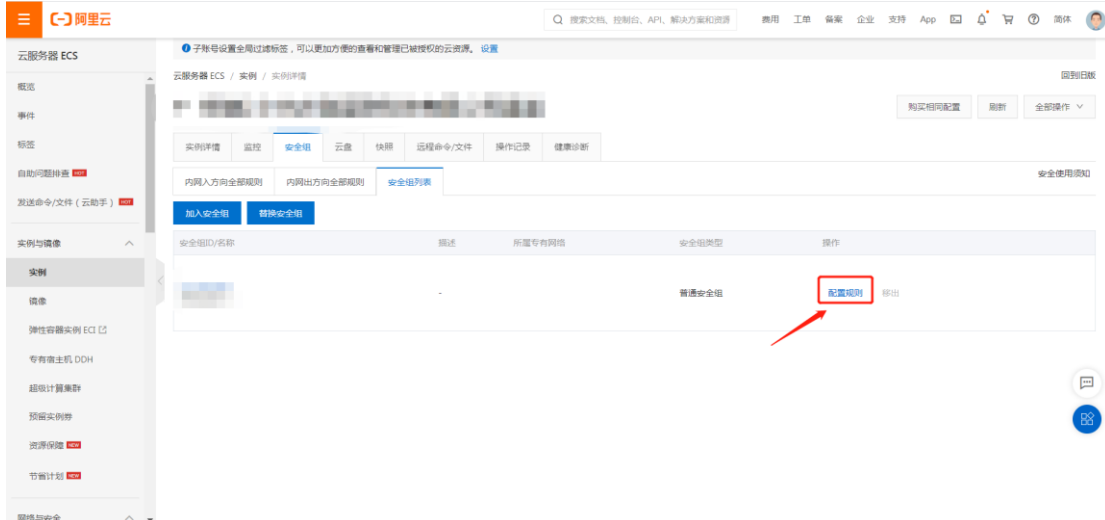 阿里云
搜索文档、控制台、API、解决方案和资源
费用 工单 备案 企业 支持 App 简体
云服务器 ECS
子账号设置全局过滤标签，可以更加方便的查看和管理已被授权的云资源。 设置
云服务器 ECS / 实例 / 实例详情
回到旧版
概览
购买相同配置 刷新 全部操作
事件
标签
实例详情 监控 安全组 云盘 快照 远程命令/文件 操作记录 健康诊断
自助问题排查 HOT
安全使用须知
内网入方向全部规则 内网出方向全部规则 安全组列表
发送命令/文件（云助手） HOT
加入安全组 替换安全组
实例与镜像
安全组ID/名称 描述 所属专有网络 安全组类型 操作
实例
- 普通安全组 配置规则 移出
镜像
弹性容器实例 ECI
专有宿主机 DDH
超级计算集群
预留实例券
资源保障 NEW
节省计划 NEW
网络与安全